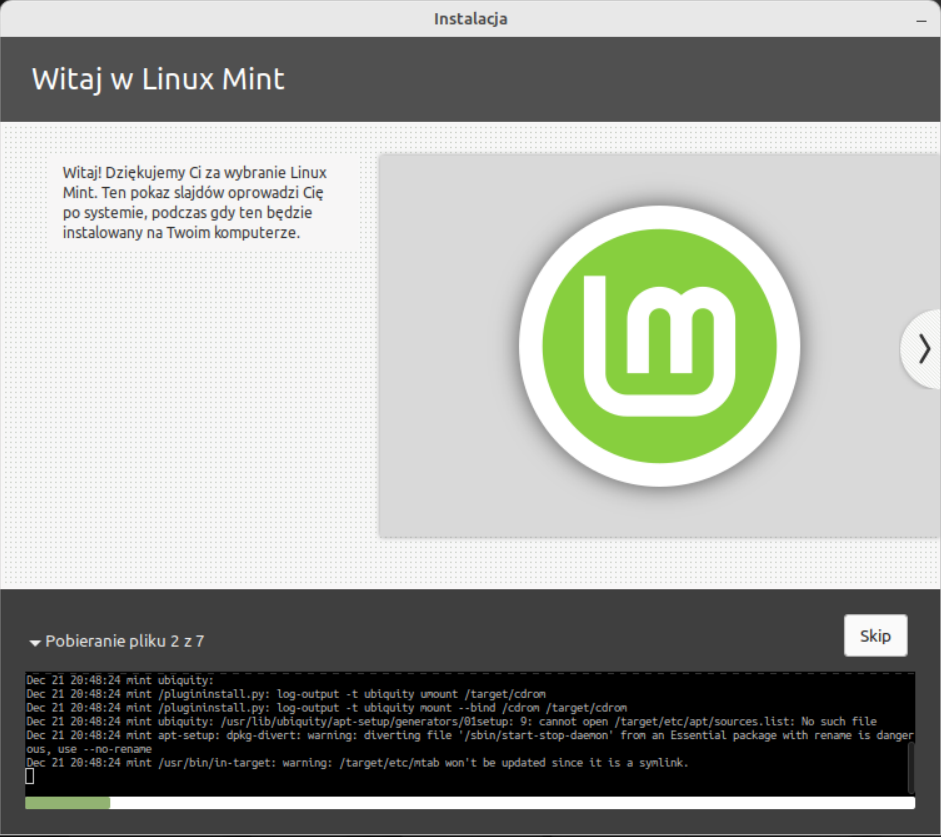 Instalacja
Witaj w Linux Mint
Witaj! Dziękujemy Ci za wybranie Linux
Mint. Ten pokaz slajdów oprowadzi Cię
po systemie, podczas gdy ten będzie
instalowany na Twoim komputerze.
Pobieranie pliku 2 z 7
Skip
Dec 21 20:48:24 mint ubiquity:
Dec 21 20:48:24 mint /plugininstall.py: log-output -t ubiquity umount /target/cdrom
Dec 21 20:48:24 mint /plugininstall.py: log-output -t ubiquity mount --bind /cdrom /target/cdrom
Dec 21 20:48:24 mint ubiquity: /usr/lib/ubiquity/apt-setup/generators/01setup: 9: cannot open /target/etc/apt/sources.list: No such file
Dec 21 20:48:24 mint apt-setup: dpkg-divert: warning: diverting file '/sbin/start-stop-daemon' from an Essential package with rename is danger
ous, use --no-rename
Dec 21 20:48:24 mint /usr/bin/in-target: warning: /target/etc/mtab won't be updated since it is a symlink.